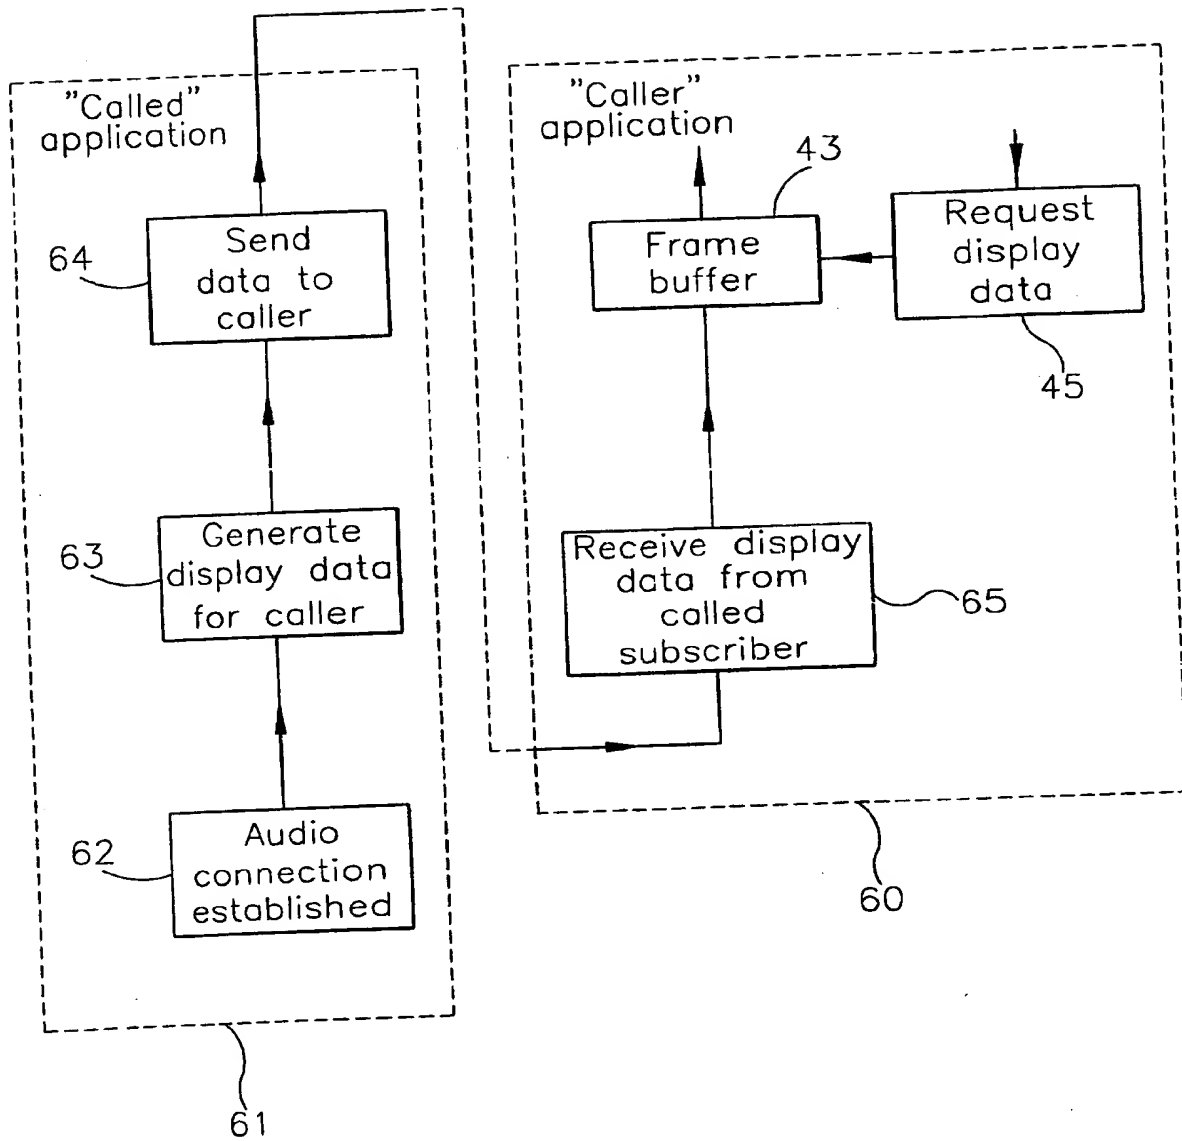 "Called"
application
64
Send
data to
caller
63
Generate
display data
for caller
62
Audio
connection
established
61
"Caller"
application
43
Frame
buffer
Request
display
data
45
Receive display
data from
called
subscriber
65
60